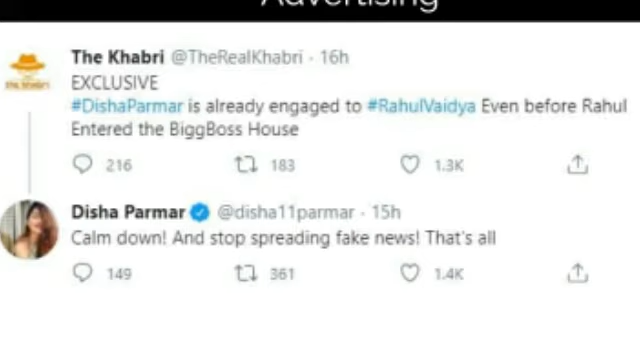 Advertising
The Khabri @TheRealKhabri · 16h
EXCLUSIVE
#DishaParmar is already engaged to #RahulVaidya Even before Rahul
Entered the BiggBoss House
216 183 1.3K
Disha Parmar @disha11parmar · 15h
Calm down! And stop spreading fake news! That's all
149 361 1.4K